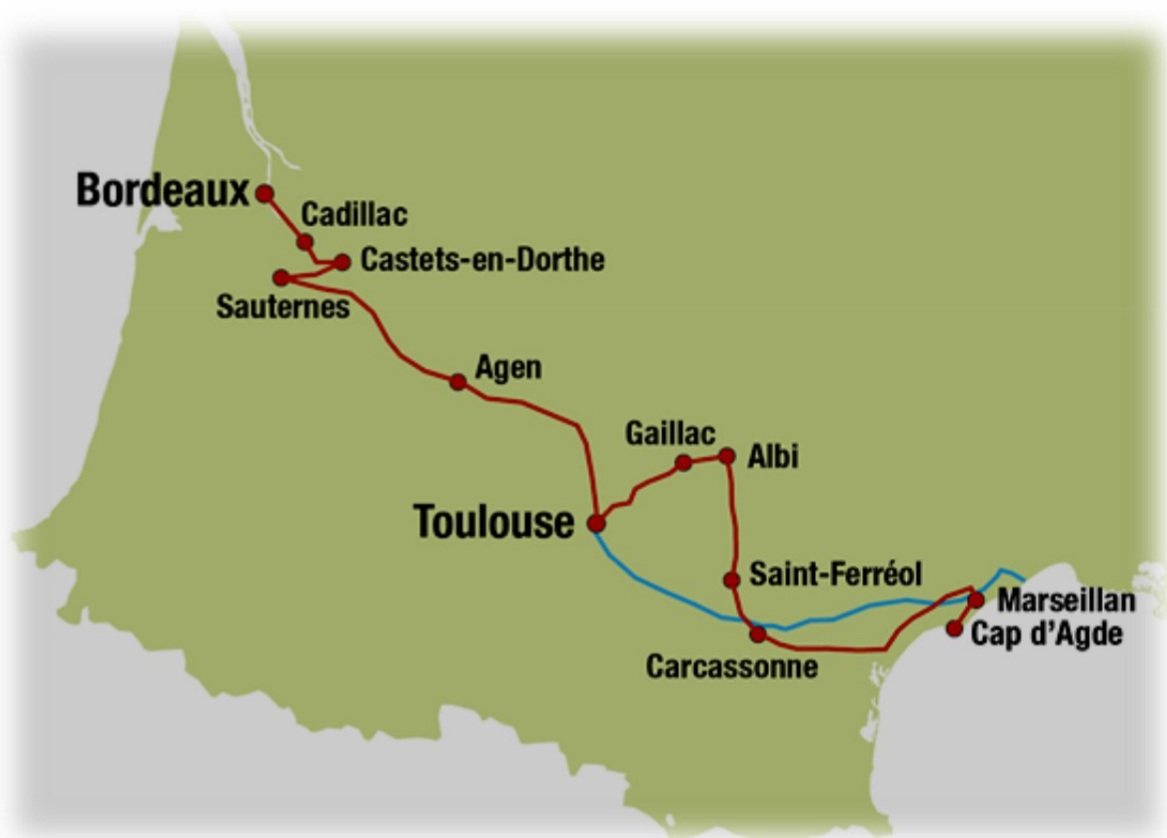 Bordeaux
Cadillac
Castets-en-Dorthe
Sauternes
Agen
Gaillac
Albi
Toulouse
Saint-Ferréol
Marseillan
Cap d'Agde
Carcassonne